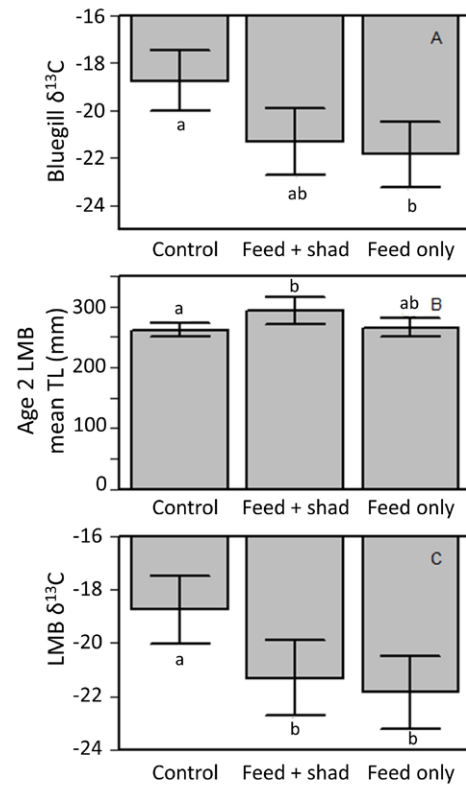 -16
A
-18
-20
-22
-24
Bluegill δ¹³C
a
ab
b
Control Feed + shad Feed only
300
200
100
0
Age 2 LMB
mean TL (mm)
a
b
ab
B
Control Feed + shad Feed only
-16
C
-18
-20
-22
-24
LMB δ¹³C
a
b
b
Control Feed + shad Feed only